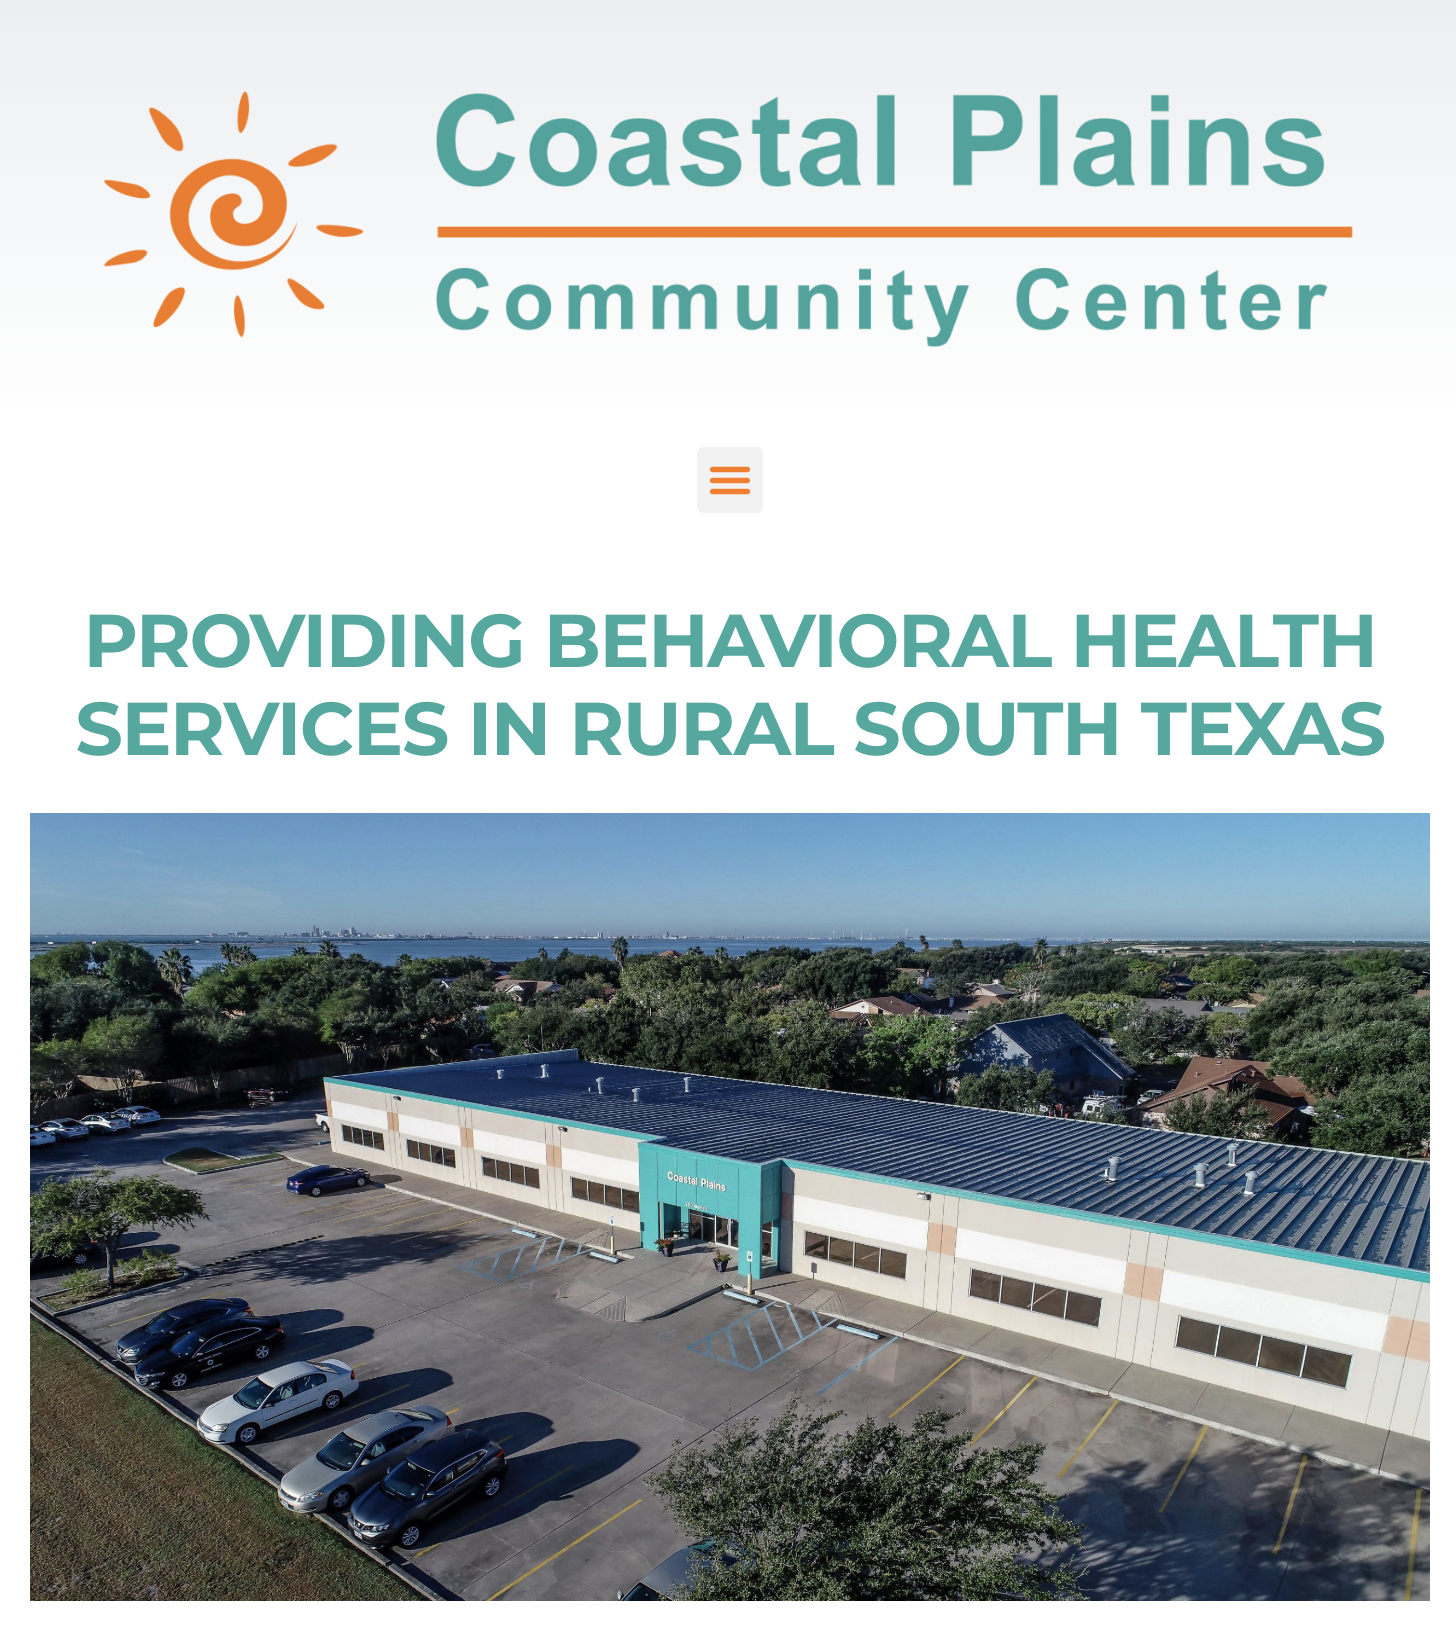 Coastal Plains
Community Center
PROVIDING BEHAVIORAL HEALTH
SERVICES IN RURAL SOUTH TEXAS
Coastal Plains